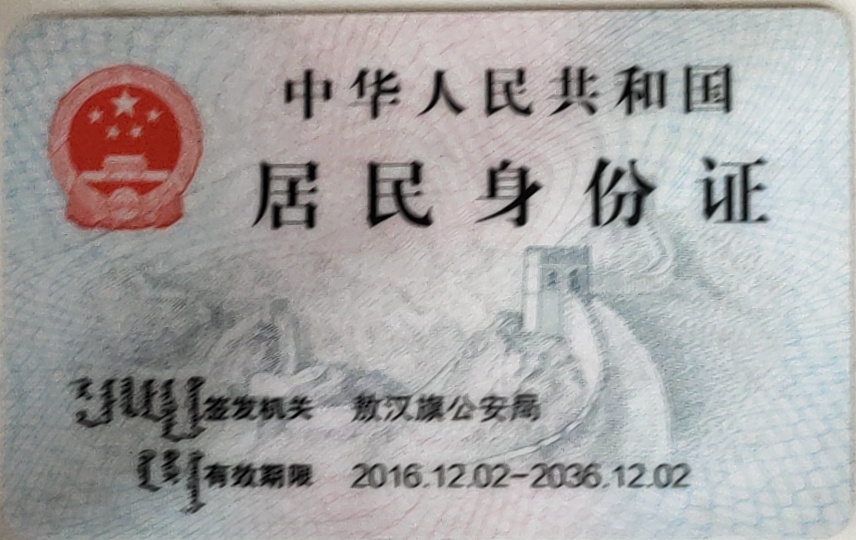 中华人民共和国
居民身份证
签发机关 敖汉旗公安局
有效期限 2016.12.02-2036.12.02